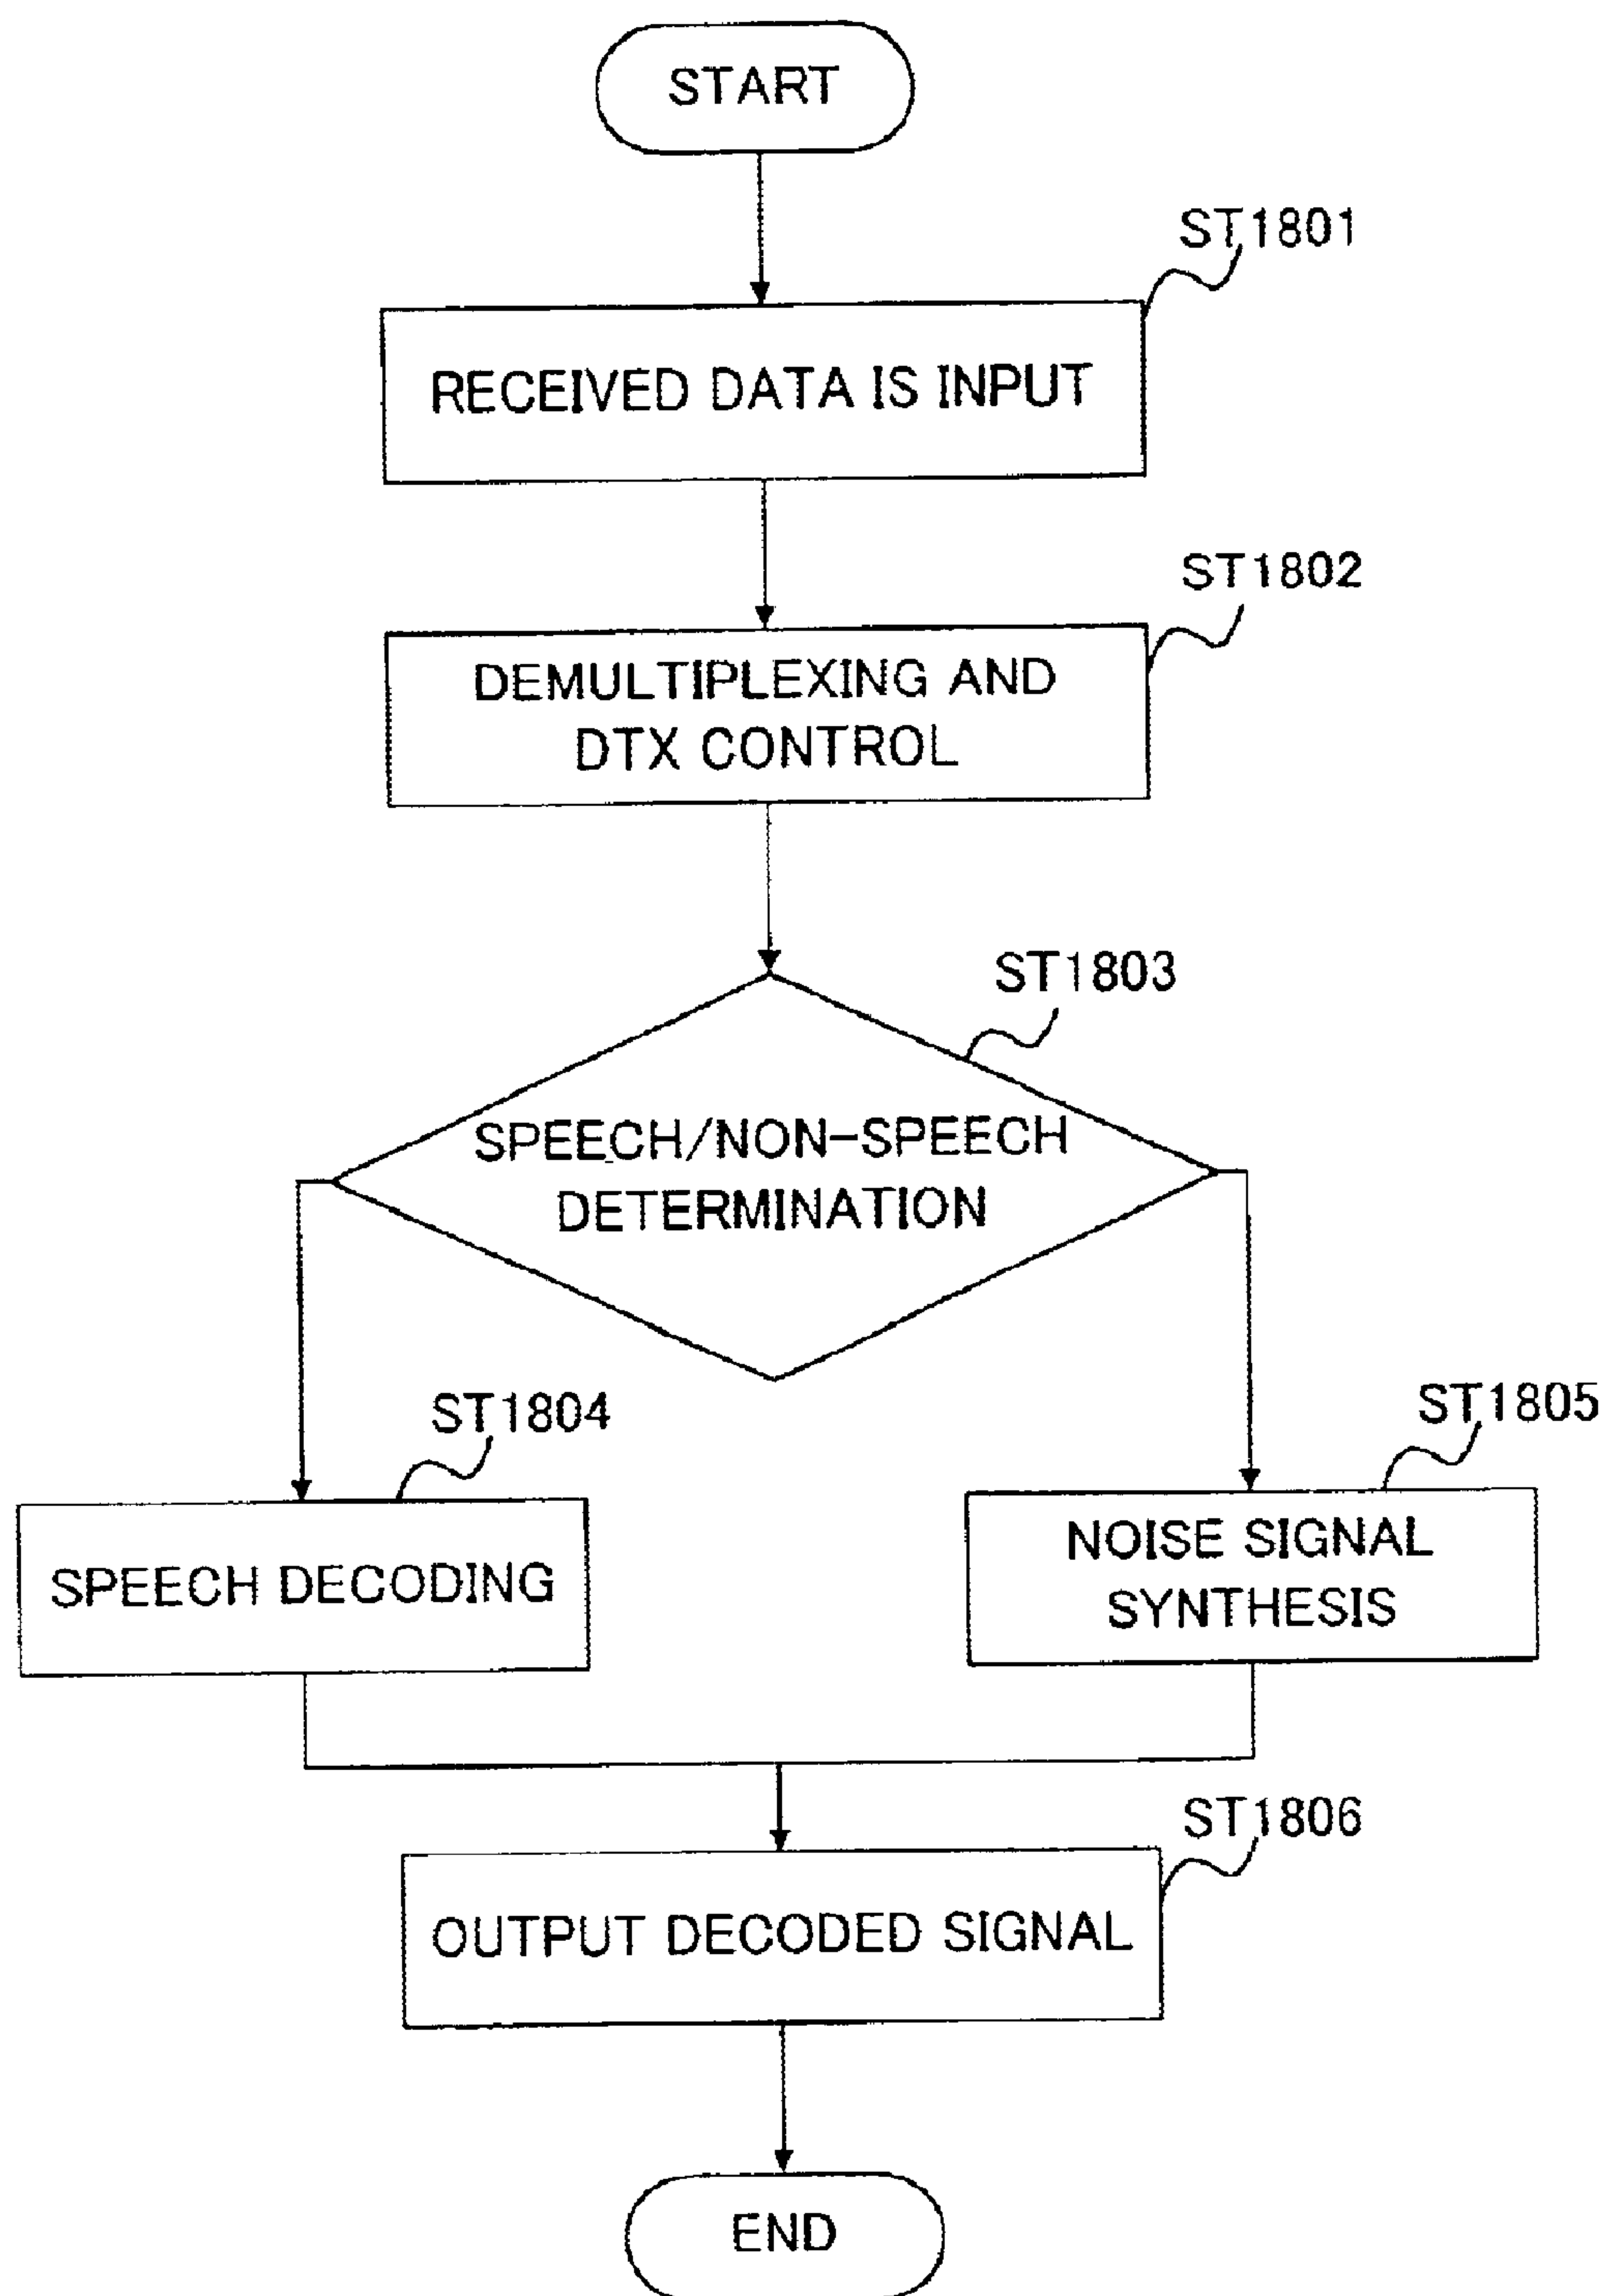 START
ST1801
RECEIVED DATA IS INPUT
ST1802
DEMULTIPLEXING AND
DTX CONTROL
ST1803
SPEECH/NON-SPEECH
DETERMINATION
ST1804
SPEECH DECODING
ST1805
NOISE SIGNAL
SYNTHESIS
ST1806
OUTPUT DECODED SIGNAL
END